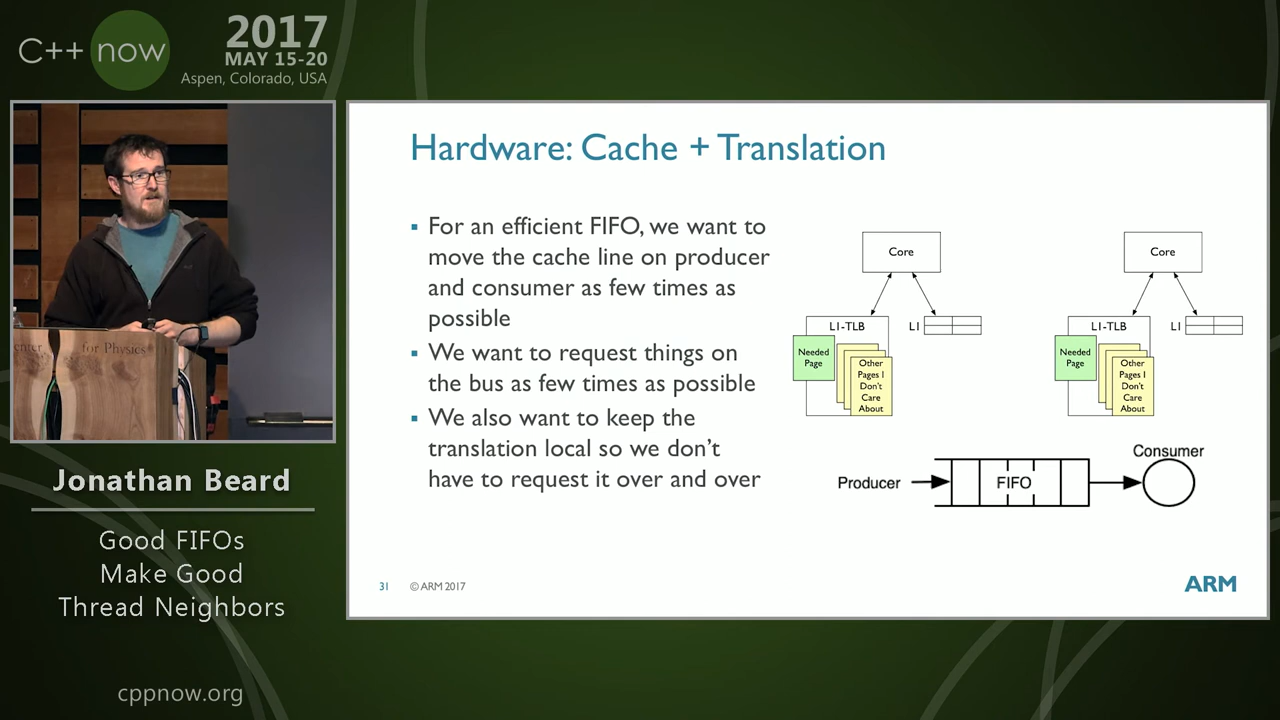 C++ now
2017
MAY 15-20
Aspen, Colorado, USA
center for Physics
Jonathan Beard
Good FIFOs
Make Good
Thread Neighbors
cppnow.org
Hardware: Cache + Translation
▪ For an efficient FIFO, we want to
move the cache line on producer
and consumer as few times as
possible
▪ We want to request things on
the bus as few times as possible
▪ We also want to keep the
translation local so we don't
have to request it over and over
Core
L1-TLB
L1
Needed
Page
Other
Pages I
Don't
Care
About
Core
L1-TLB
L1
Needed
Page
Other
Pages I
Don't
Care
About
Producer
FIFO
Consumer
31 © ARM 2017
ARM